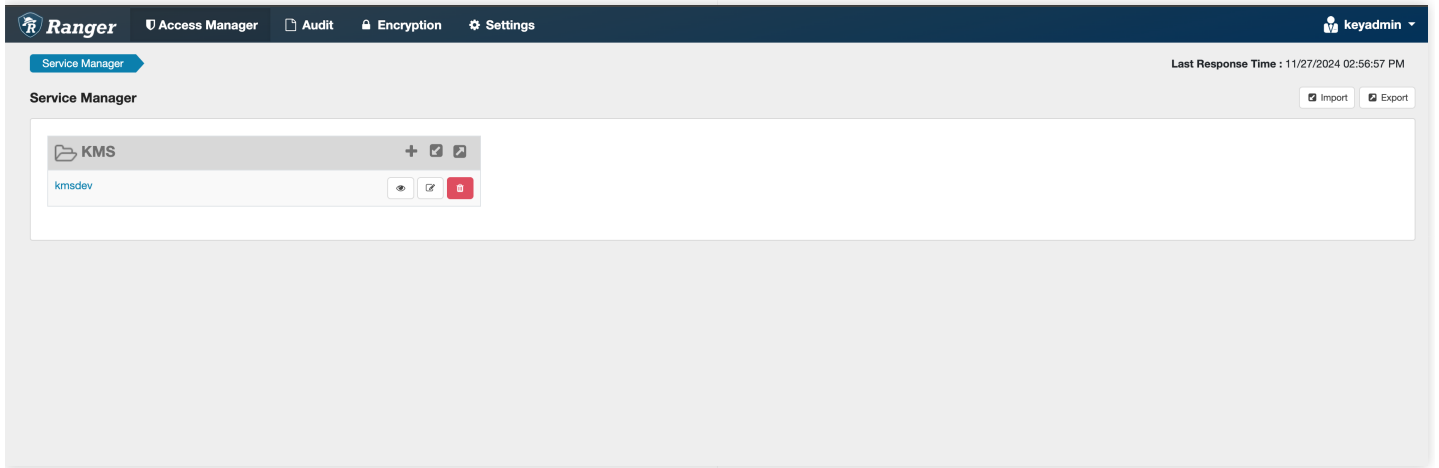 Ranger Access Manager Audit Encryption Settings keyadmin
Service Manager Last Response Time : 11/27/2024 02:56:57 PM
Service Manager Import Export
KMS
kmsdev